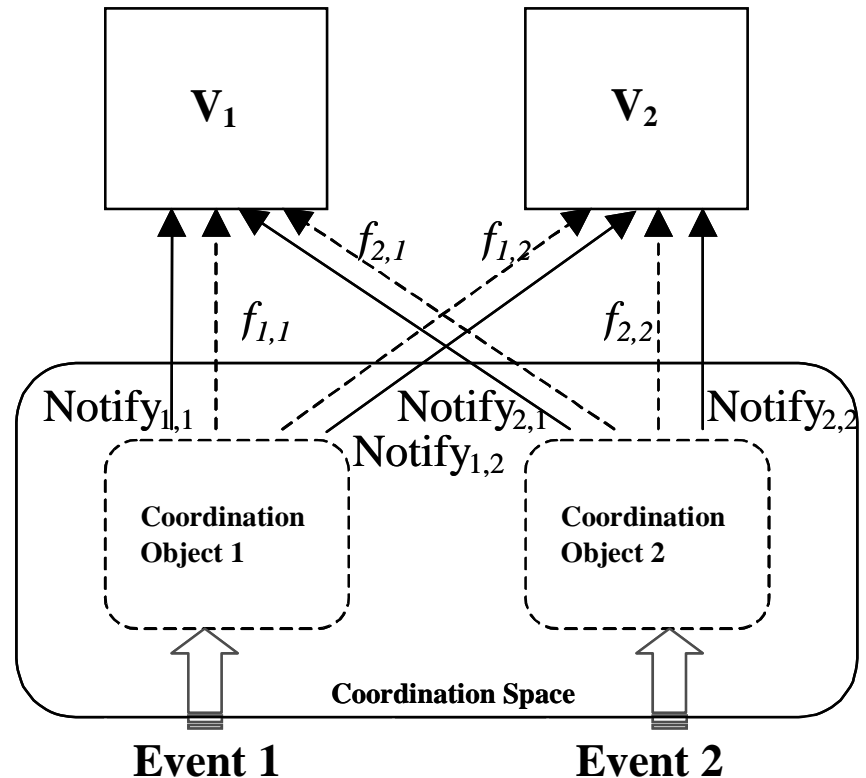 V₁
V₂
f₂,₁
f₁,₂
f₁,₁
f₂,₂
Notify₁,₁
Notify₂,₁
Notify₂,₂
Notify₁,₂
Coordination
Object 1
Coordination
Object 2
Coordination Space
Event 1
Event 2